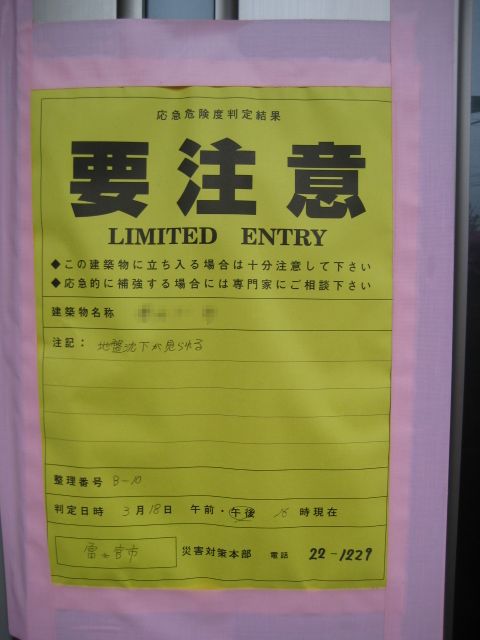 応急危険度判定結果
要注意
LIMITED ENTRY
◆この建築物に立ち入る場合は十分注意して下さい
◆応急的に補強する場合には専門家にご相談下さい
建築物名称
注記： 地盤沈下が見られる
整理番号 B-10
判定日時 3月18日 午前・午後 時現在
宮市 災害対策本部 電話 22-1229